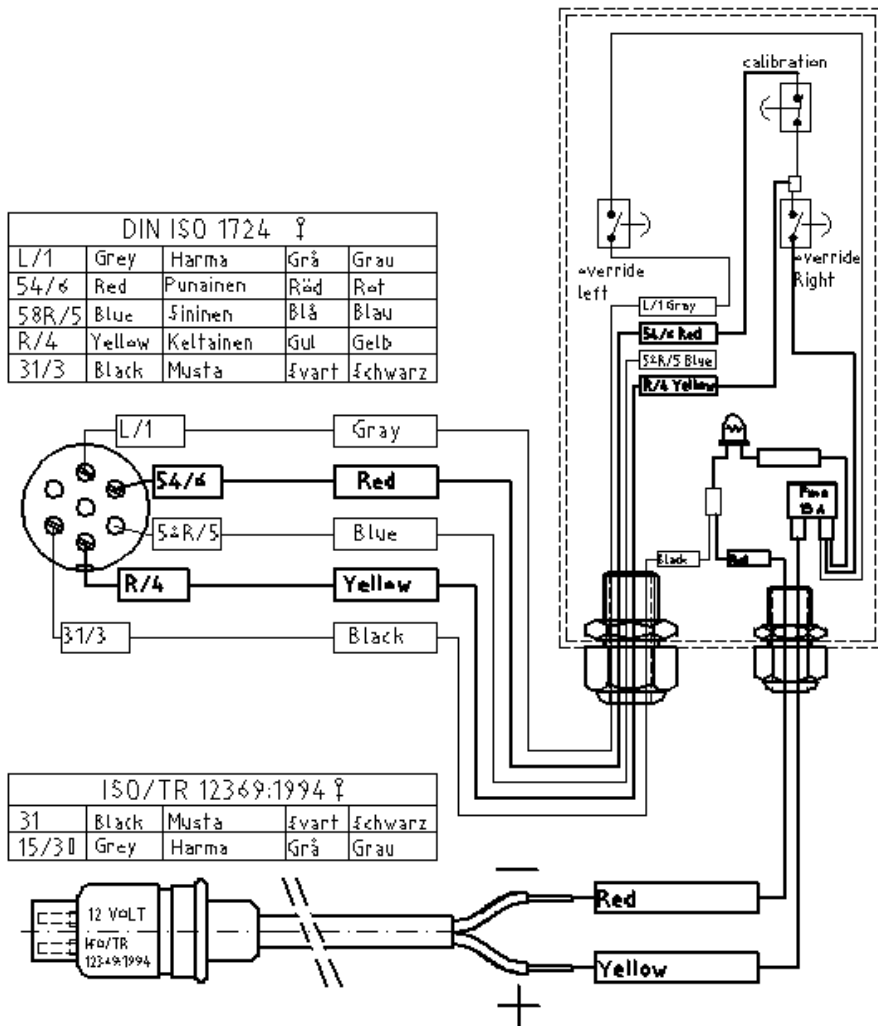 calibration
override
left
override
Right
DIN ISO 1724
L/1 Grey Harma Grå Grau
54/6 Red Punainen Röd Rot
58R/5 Blue Sininen Blå Blau
R/4 Yellow Keltainen Gul Gelb
31/3 Black Musta Svart Schwarz
L/1 Gray
54/6 Red
58R/5 Blue
R/4 Yellow
L/1 Gray
54/6 Red
58R/5 Blue
R/4 Yellow
31/3 Black
Fuse
15 A
Black
Red
ISO/TR 12369:1994
31 Black Musta Svart Schwarz
15/30 Grey Harma Grå Grau
12 VOLT
ISO/TR
12369:1994
−
Red
Yellow
+